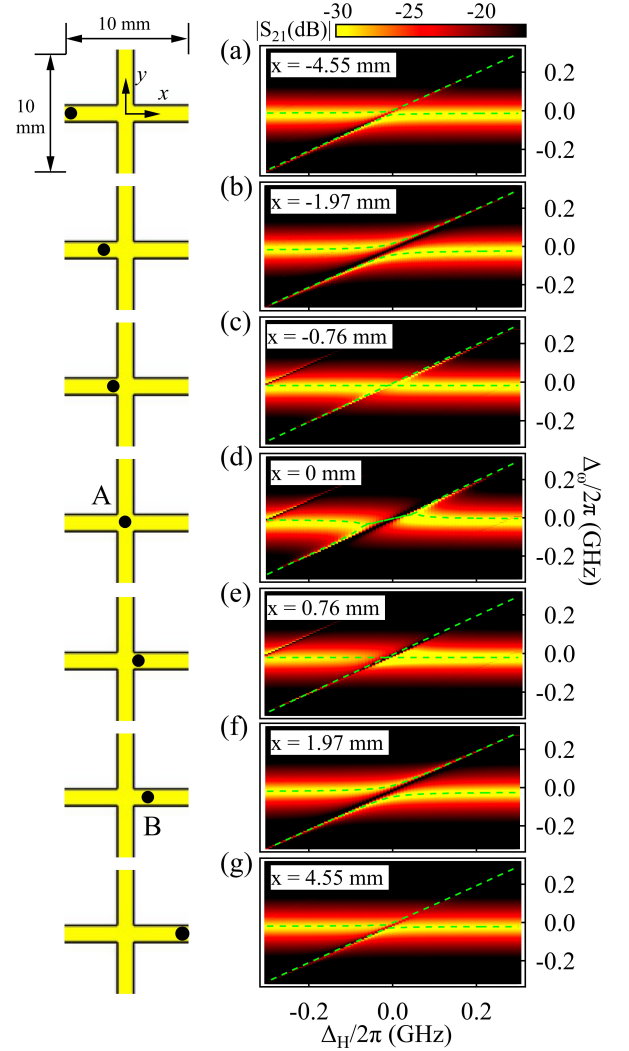 10 mm
|S21(dB)|
-30 -25 -20
(a)
x = -4.55 mm
0.2
0.0
-0.2
y
x
10
mm
(b)
x = -1.97 mm
0.2
0.0
-0.2
(c)
x = -0.76 mm
0.2
0.0
-0.2
(d)
x = 0 mm
0.2
0.0
-0.2
A
Δω/2π (GHz)
(e)
x = 0.76 mm
0.2
0.0
-0.2
(f)
x = 1.97 mm
0.2
0.0
-0.2
B
(g)
x = 4.55 mm
0.2
0.0
-0.2
-0.2 0.0 0.2
ΔH/2π (GHz)